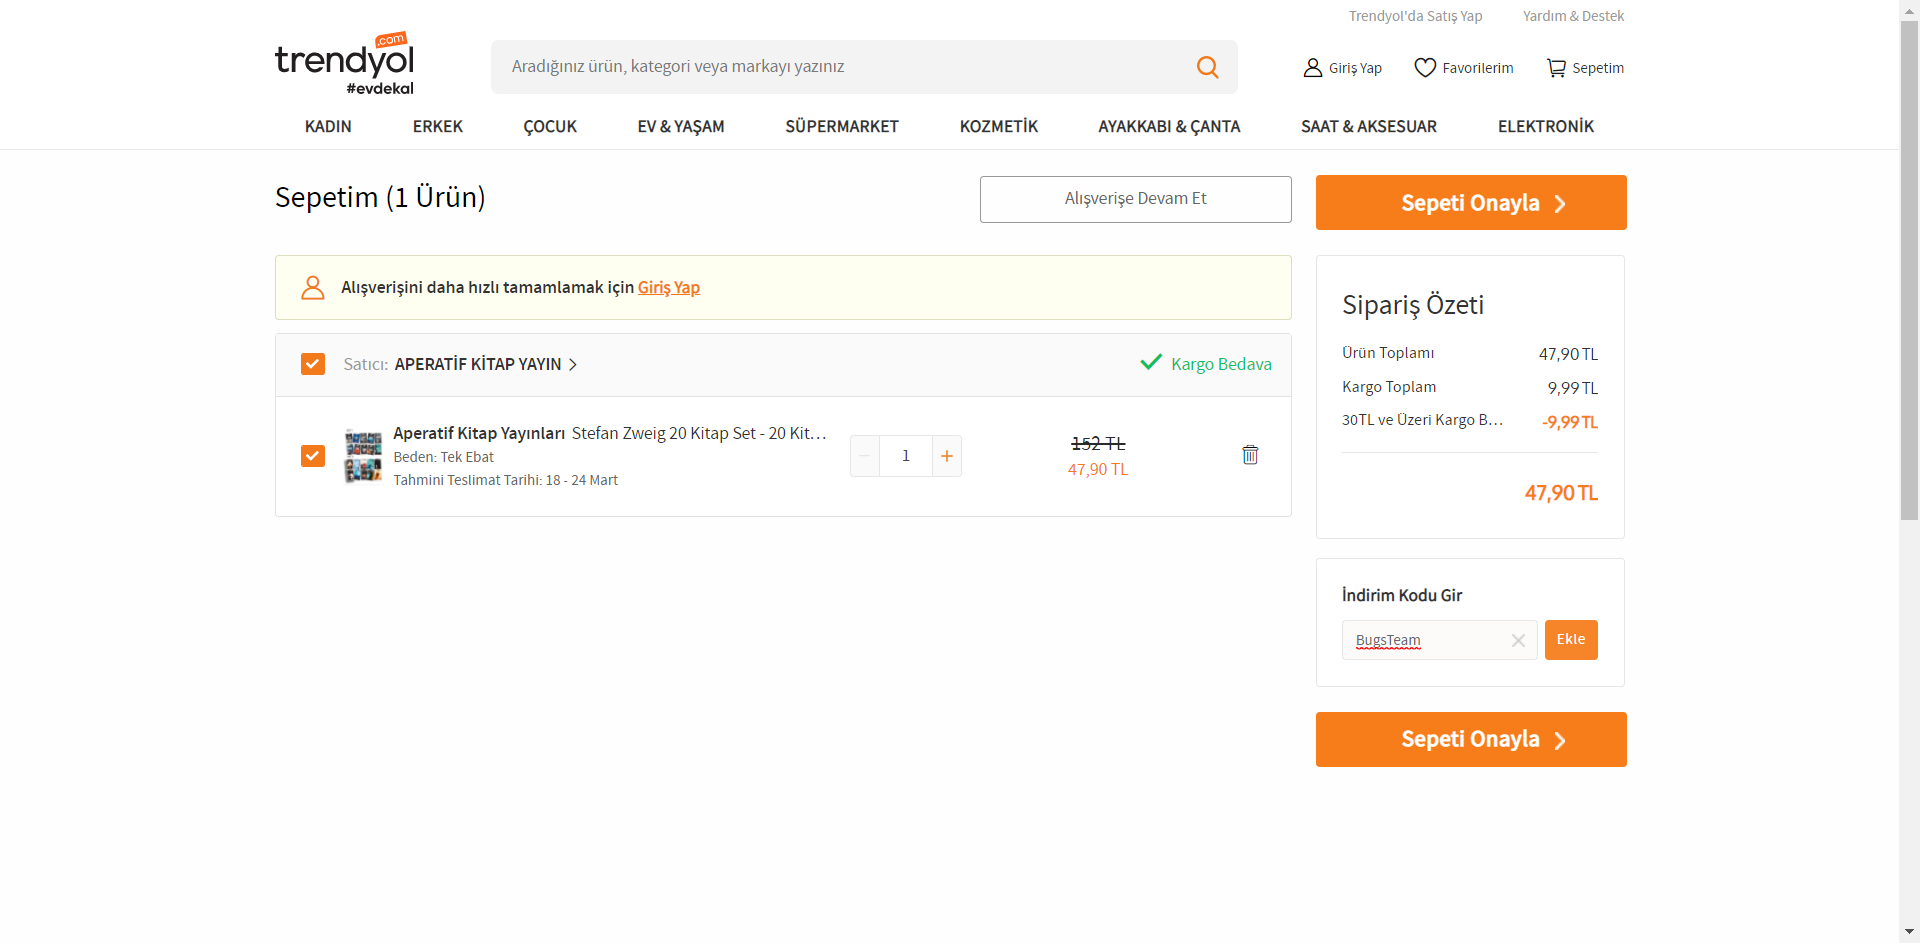 Trendyol'da Satış Yap
Yardım & Destek
trendyol
.com
#evdekal
Aradığınız ürün, kategori veya markayı yazınız
Giriş Yap
Favorilerim
Sepetim
KADIN
ERKEK
ÇOCUK
EV & YAŞAM
SÜPERMARKET
KOZMETİK
AYAKKABI & ÇANTA
SAAT & AKSESUAR
ELEKTRONİK
Sepetim (1 Ürün)
Alışverişe Devam Et
Sepeti Onayla
Alışverişini daha hızlı tamamlamak için Giriş Yap
Satıcı: APERATİF KİTAP YAYIN
Kargo Bedava
Aperatif Kitap Yayınları Stefan Zweig 20 Kitap Set - 20 Kit…
Beden: Tek Ebat
Tahmini Teslimat Tarihi: 18 - 24 Mart
1
152 TL
47,90 TL
Sipariş Özeti
Ürün Toplamı 47,90 TL
Kargo Toplam 9,99 TL
30TL ve Üzeri Kargo B… -9,99 TL
47,90 TL
İndirim Kodu Gir
BugsTeam
Ekle
Sepeti Onayla